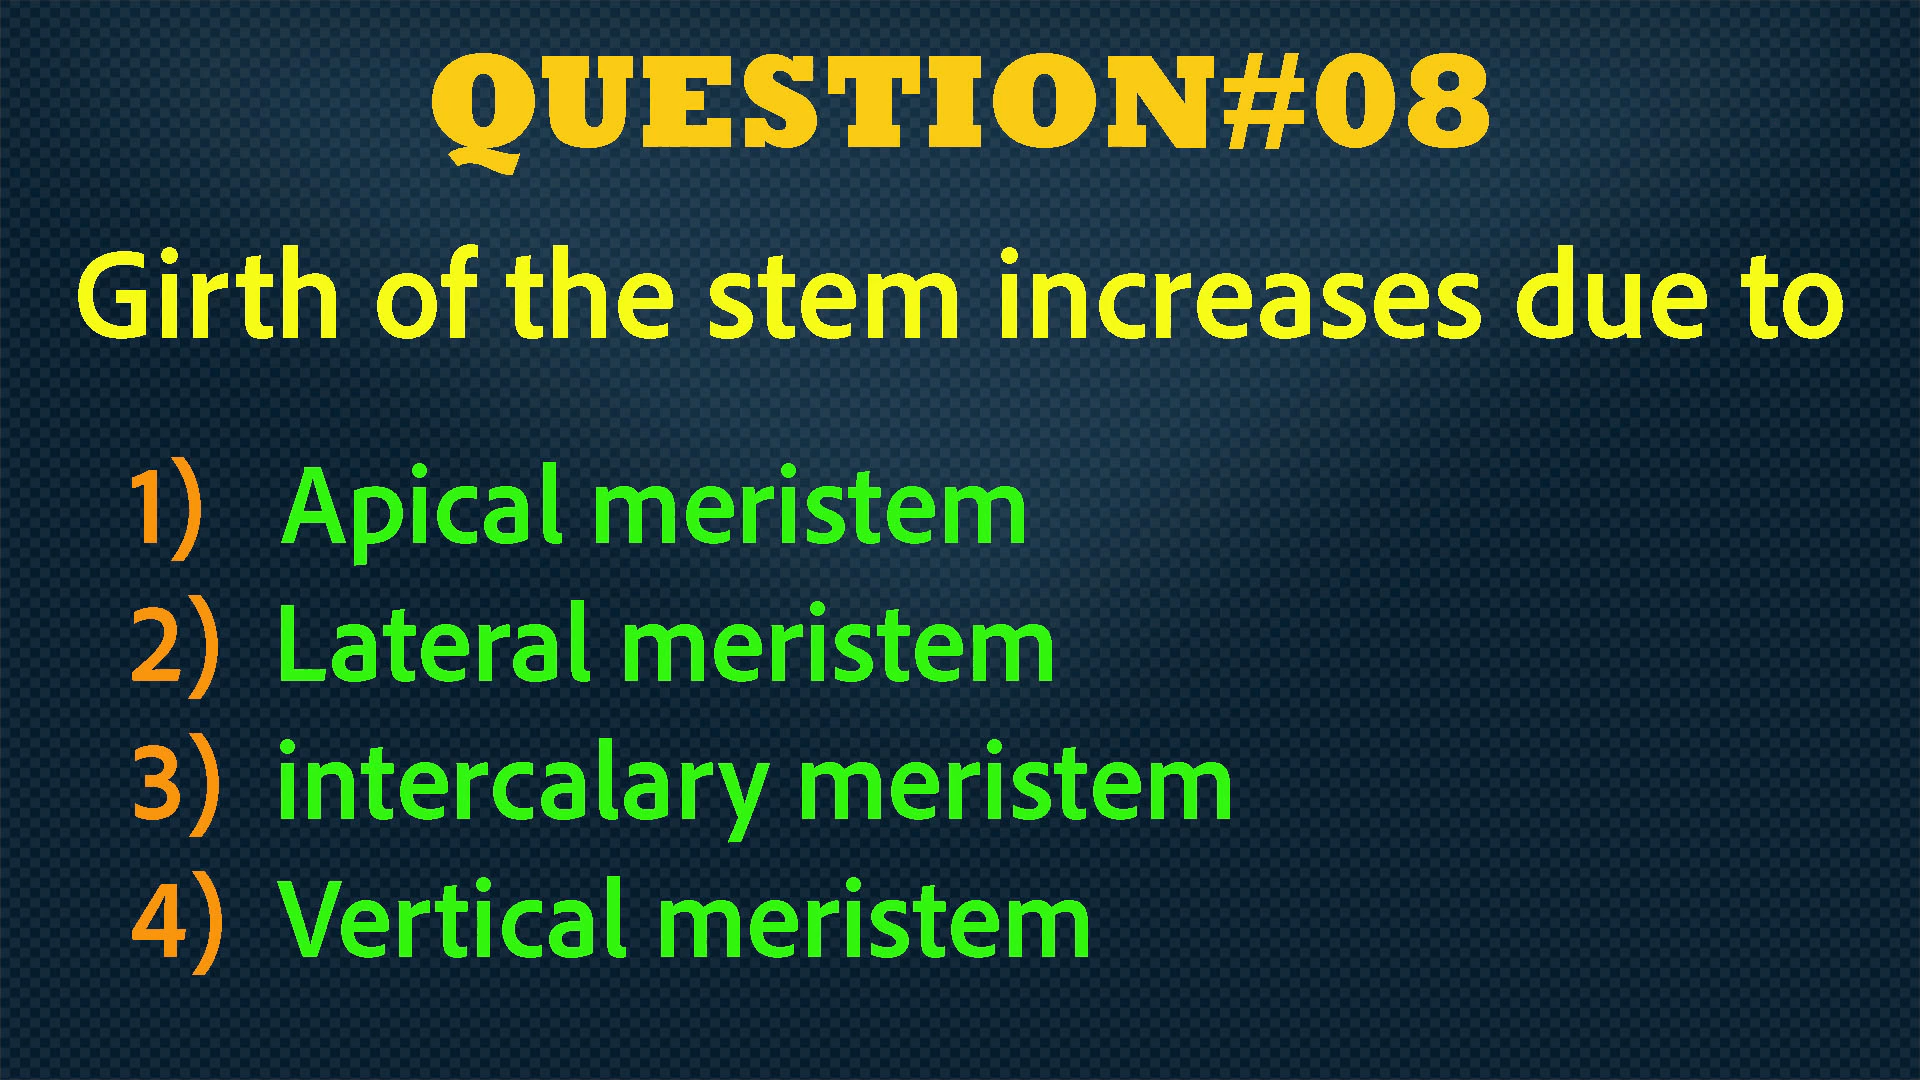 QUESTION#08
Girth of the stem increases due to
1) Apical meristem
2) Lateral meristem
3) intercalary meristem
4) Vertical meristem